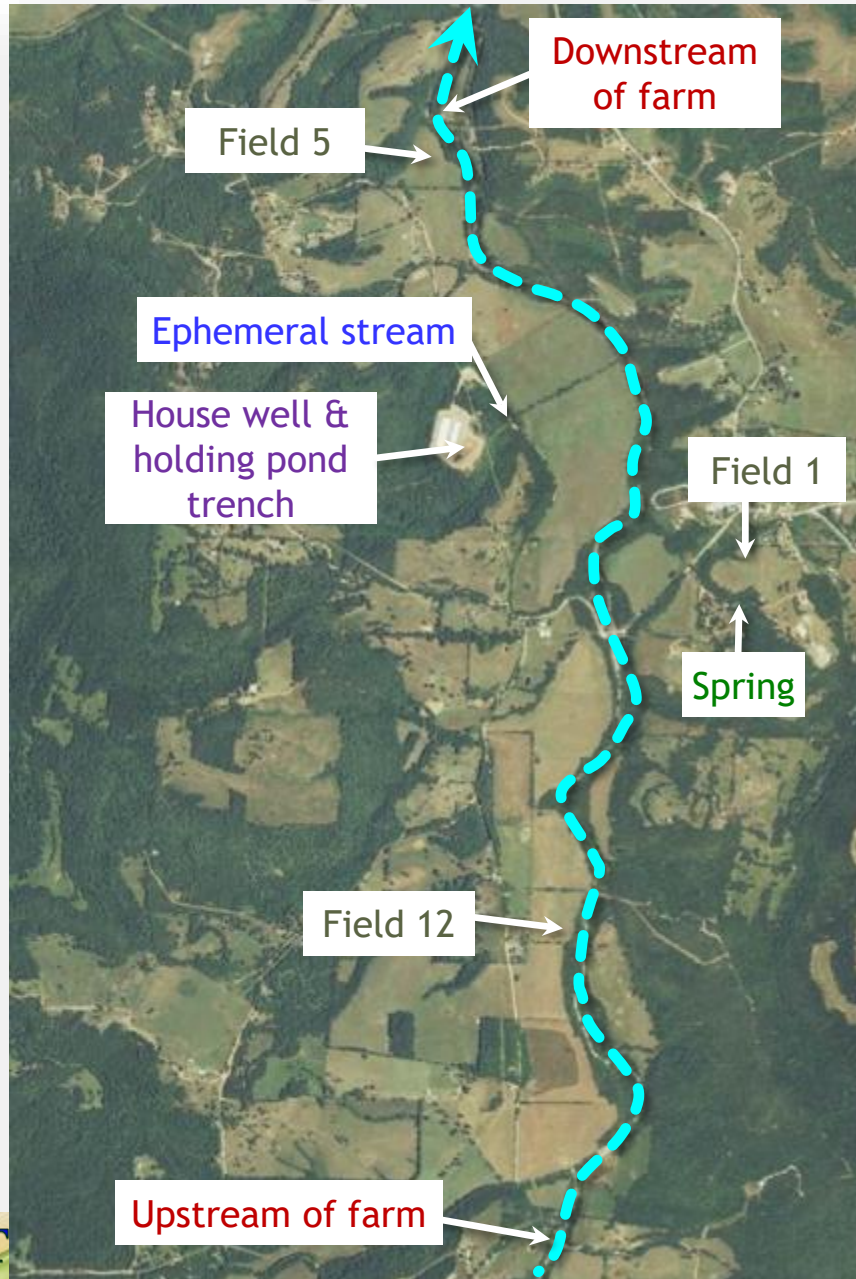 Downstream
of farm
Field 5
Ephemeral stream
House well &
holding pond
trench
Field 1
Spring
Field 12
Upstream of farm